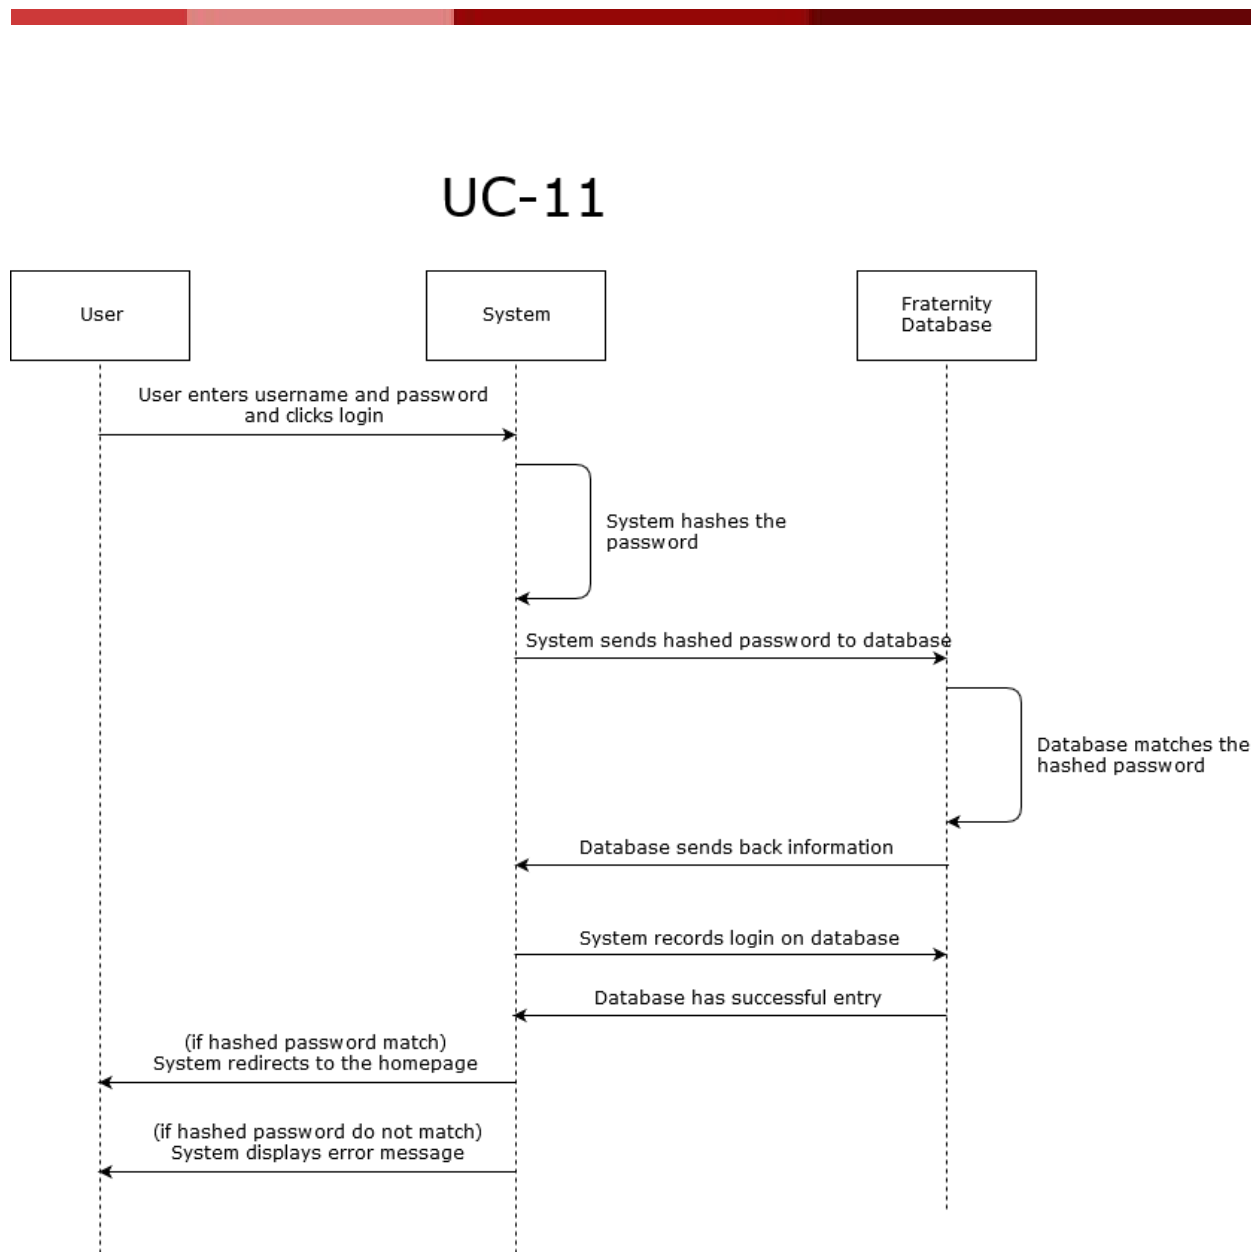 UC-11
User
System
Fraternity
Database
User enters username and password
and clicks login
System hashes the
password
System sends hashed password to database
Database matches the
hashed password
Database sends back information
System records login on database
Database has successful entry
(if hashed password match)
System redirects to the homepage
(if hashed password do not match)
System displays error message